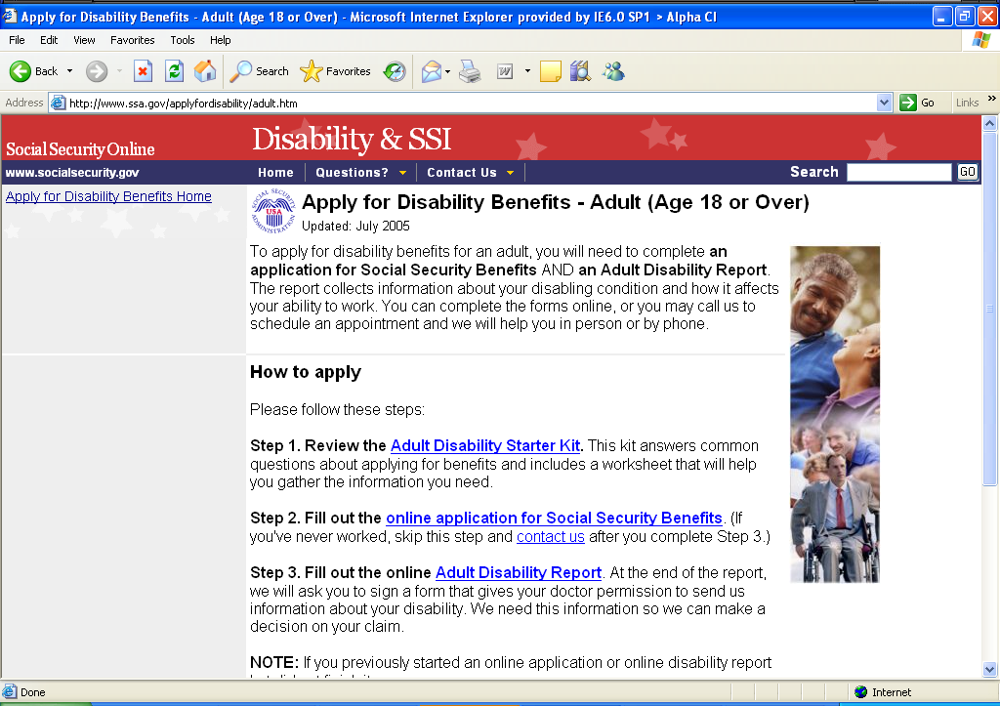 Apply for Disability Benefits - Adult (Age 18 or Over) - Microsoft Internet Explorer provided by IE6.0 SP1 > Alpha CI
File Edit View Favorites Tools Help
Back Search Favorites
Address http://www.ssa.gov/applyfordisability/adult.htm Go Links »
Social Security Online
Disability & SSI
www.socialsecurity.gov Home Questions? Contact Us Search GO
Apply for Disability Benefits Home
SOCIAL SECURITY ADMINISTRATION
USA
Apply for Disability Benefits - Adult (Age 18 or Over)
Updated: July 2005
To apply for disability benefits for an adult, you will need to complete an
application for Social Security Benefits AND an Adult Disability Report.
The report collects information about your disabling condition and how it affects
your ability to work. You can complete the forms online, or you may call us to
schedule an appointment and we will help you in person or by phone.
How to apply
Please follow these steps:
Step 1. Review the Adult Disability Starter Kit. This kit answers common
questions about applying for benefits and includes a worksheet that will help
you gather the information you need.
Step 2. Fill out the online application for Social Security Benefits. (If
you've never worked, skip this step and contact us after you complete Step 3.)
Step 3. Fill out the online Adult Disability Report. At the end of the report,
we will ask you to sign a form that gives your doctor permission to send us
information about your disability. We need this information so we can make a
decision on your claim.
NOTE: If you previously started an online application or online disability report
Done Internet